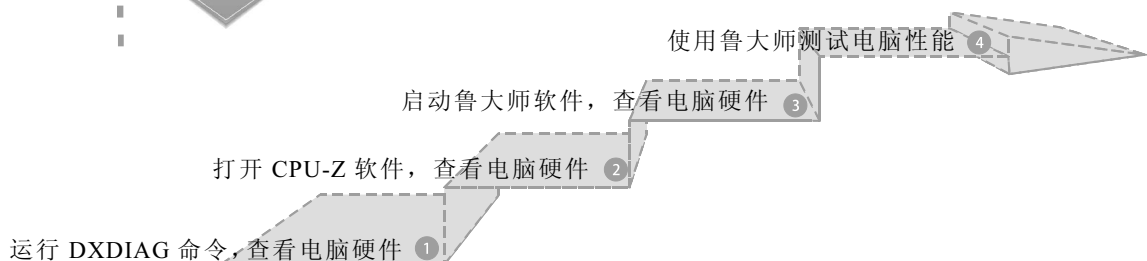 使用鲁大师测试电脑性能 4
启动鲁大师软件，查看电脑硬件 3
打开 CPU-Z 软件，查看电脑硬件 2
运行 DXDIAG 命令，查看电脑硬件 1